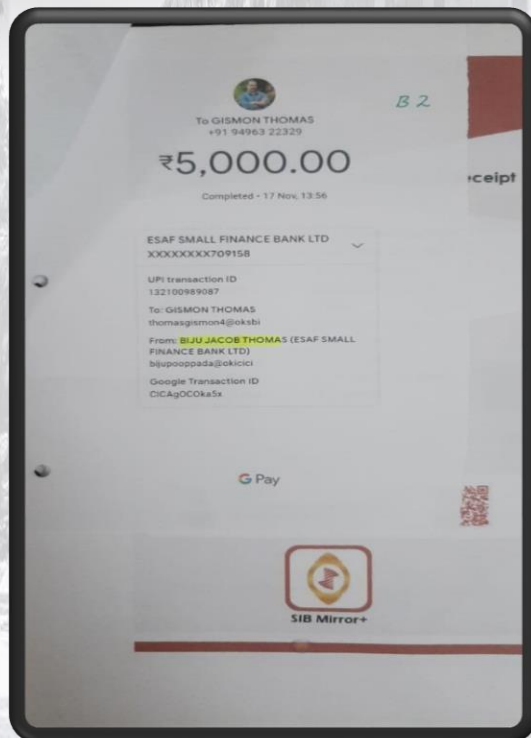 B 2
To GISMON THOMAS
+91 94963 22329
₹5,000.00
ceipt
Completed • 17 Nov, 13:56
ESAF SMALL FINANCE BANK LTD
XXXXXXXX709158
UPI transaction ID
132100989087
To: GISMON THOMAS
thomasgismon4@oksbi
From: BIJU JACOB THOMAS (ESAF SMALL
FINANCE BANK LTD)
bijupooppada@okicici
Google Transaction ID
CICAgOCOka5x
G Pay
SIB Mirror+